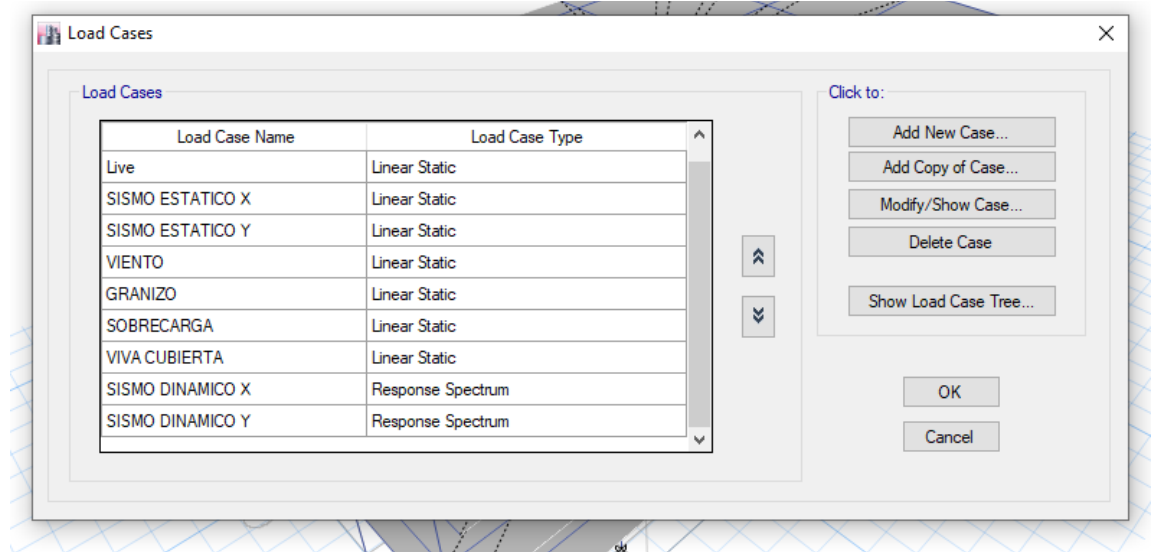 Load Cases
Load Cases
Click to:
Load Case Name Load Case Type
Live Linear Static
SISMO ESTATICO X Linear Static
SISMO ESTATICO Y Linear Static
VIENTO Linear Static
GRANIZO Linear Static
SOBRECARGA Linear Static
VIVA CUBIERTA Linear Static
SISMO DINAMICO X Response Spectrum
SISMO DINAMICO Y Response Spectrum
Add New Case...
Add Copy of Case...
Modify/Show Case...
Delete Case
Show Load Case Tree...
OK
Cancel